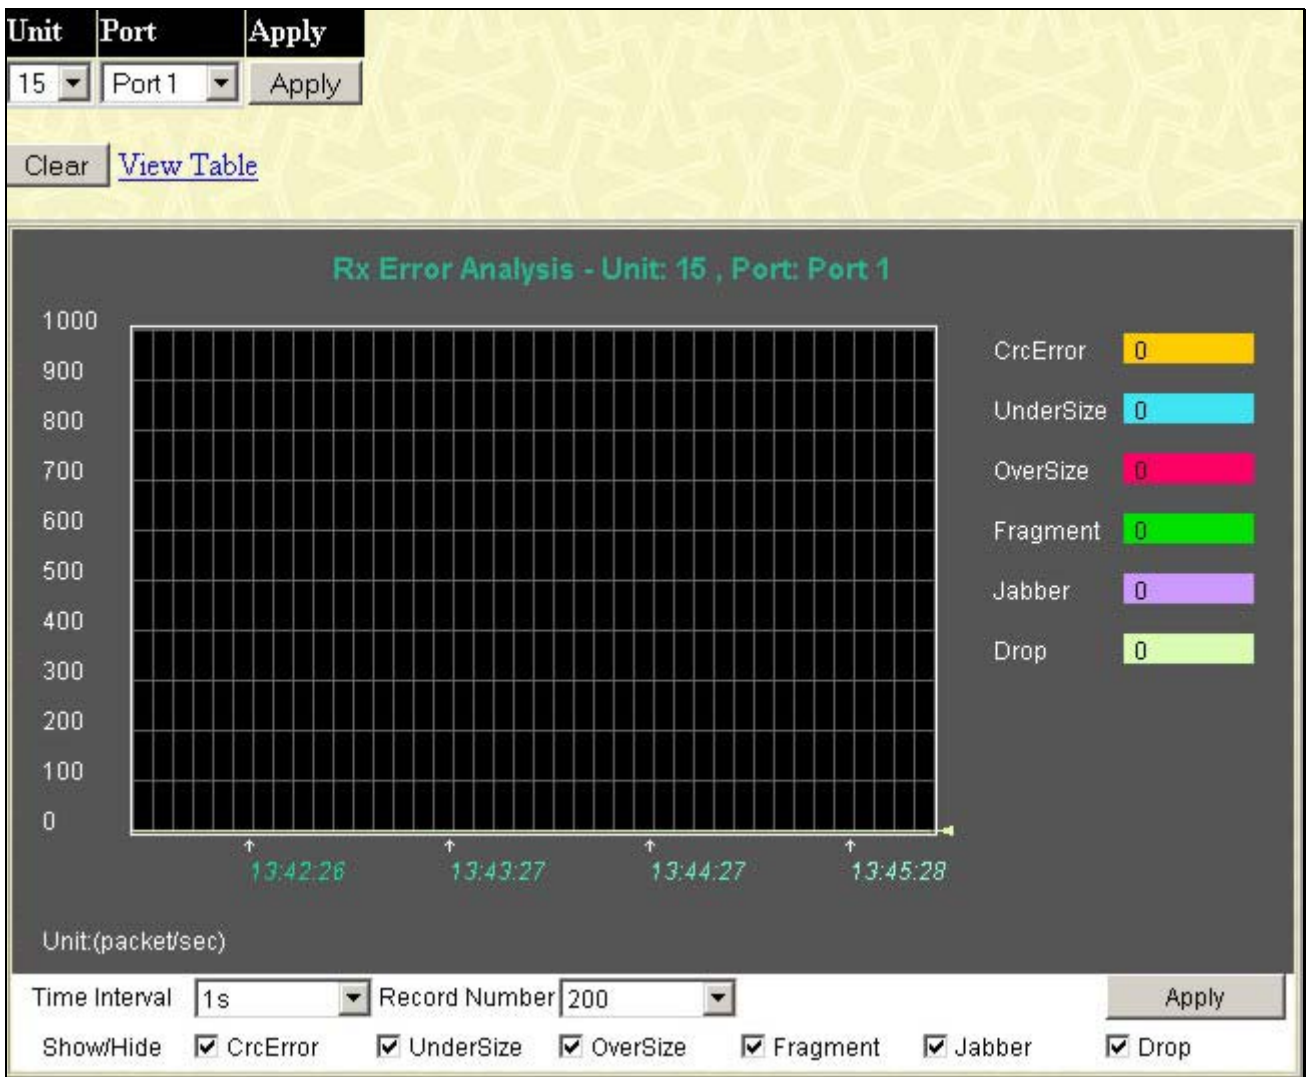 Unit Port Apply
15 Port 1 Apply
Clear View Table
Rx Error Analysis - Unit: 15 , Port: Port 1
1000
900
800
700
600
500
400
300
200
100
0
CrcError 0
UnderSize 0
OverSize 0
Fragment 0
Jabber 0
Drop 0
13:42:26 13:43:27 13:44:27 13:45:28
Unit:(packet/sec)
Time Interval 1s Record Number 200 Apply
Show/Hide CrcError UnderSize OverSize Fragment Jabber Drop